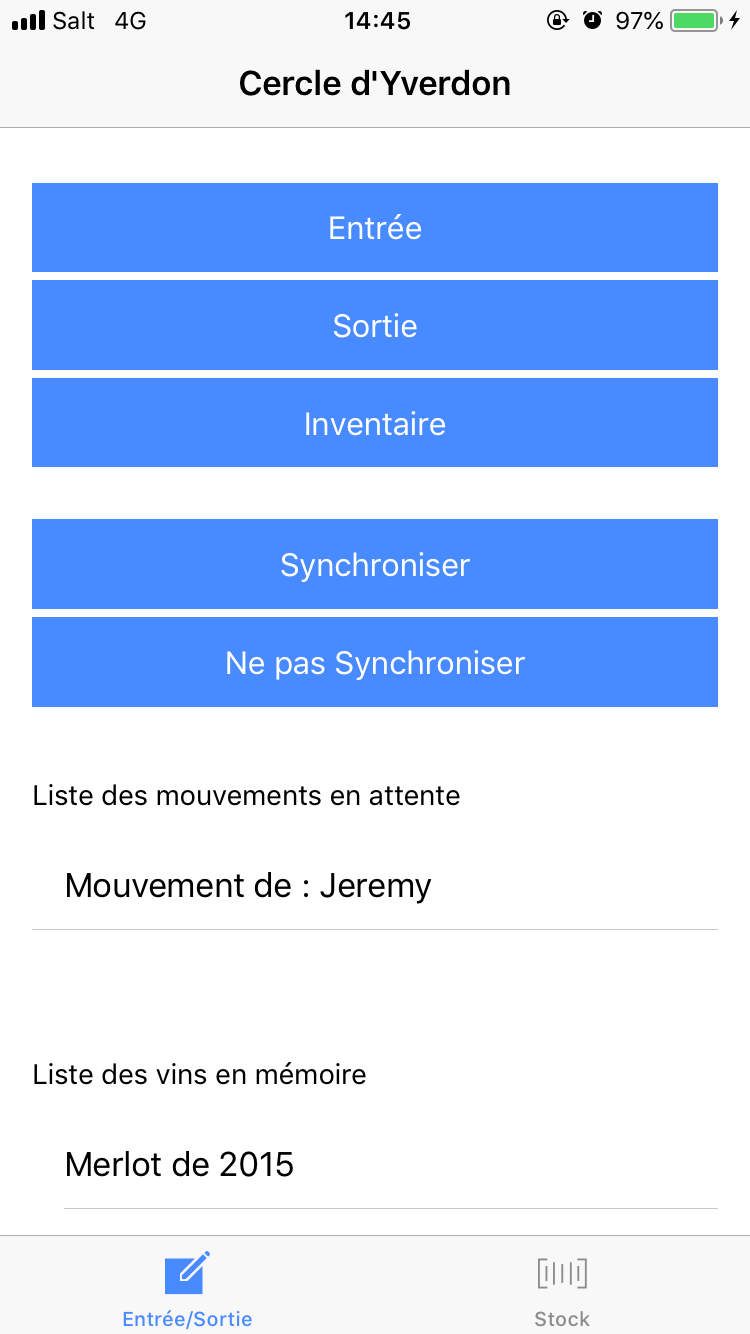 Salt 4G 14:45 97%
Cercle d'Yverdon
Entrée
Sortie
Inventaire
Synchroniser
Ne pas Synchroniser
Liste des mouvements en attente
Mouvement de : Jeremy
Liste des vins en mémoire
Merlot de 2015
Entrée/Sortie Stock